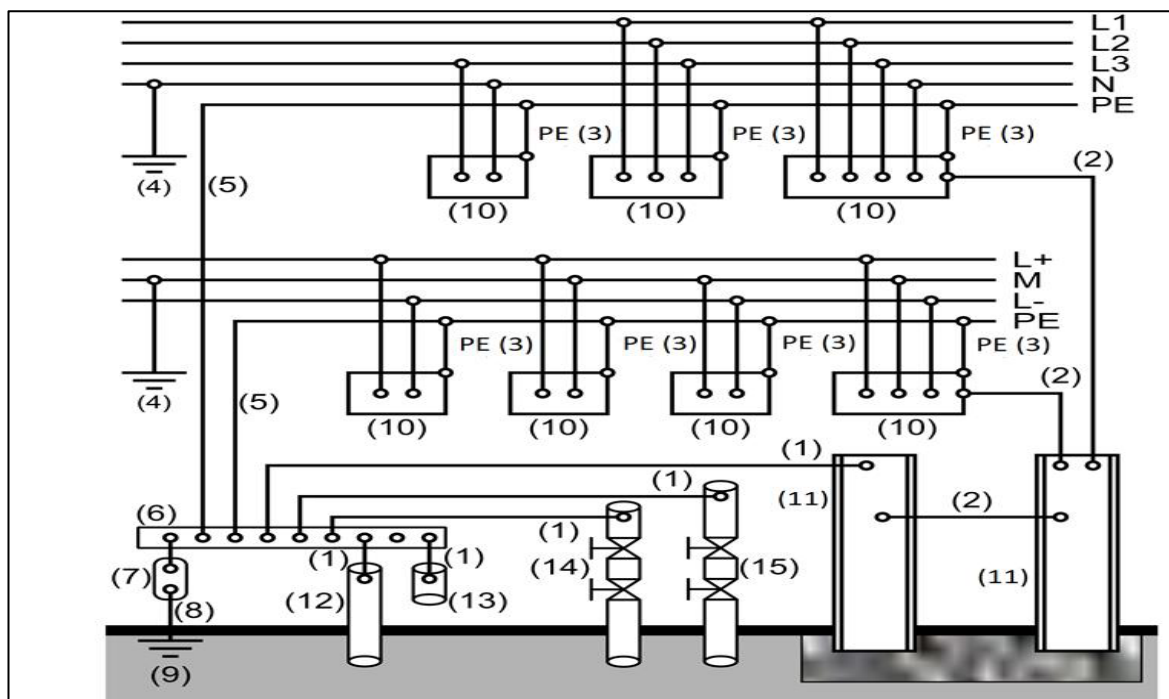 L1
L2
L3
N
PE
PE (3) PE (3) PE (3)
(2)
(4) (5)
(10) (10) (10)
L+
M
L-
PE
PE (3) PE (3) PE (3) PE (3)
(2)
(4) (5)
(10) (10) (10) (10)
(1) (1)
(11)
(6) (1) (2)
(1) (1)
(7) (14) (15) (11)
(8) (12) (13)
(9)